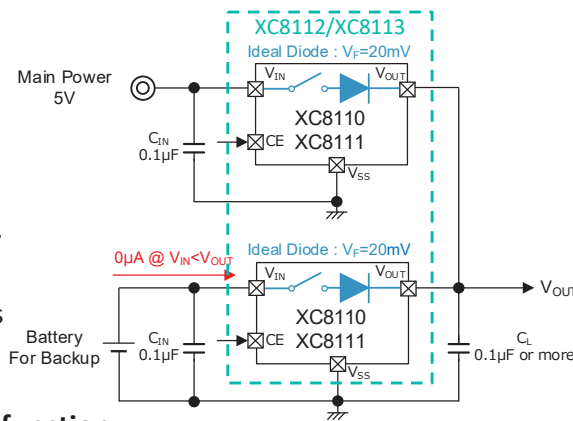 XC8112/XC8113
Ideal Diode : VF=20mV
VIN
VOUT
Main Power
5V
XC8110
XC8111
CE
CIN
0.1µF
VSS
0µA @ VIN<VOUT
Ideal Diode : VF=20mV
VIN
VOUT
VOUT
XC8110
XC8111
CE
s
Battery
For Backup
CIN
0.1µF
CL
0.1µF or more
VSS
function